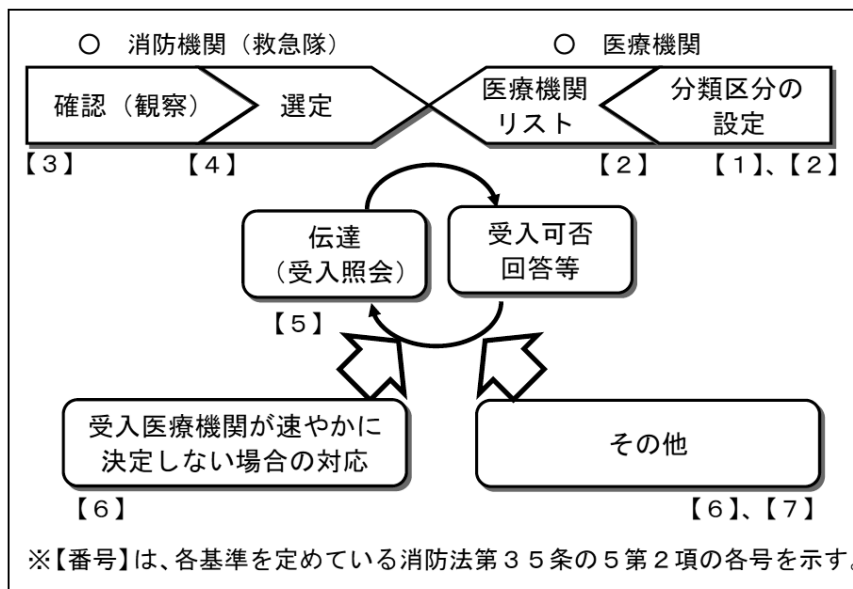 ○ 消防機関（救急隊）
○ 医療機関
確認（観察）
選定
医療機関
リスト
分類区分の
設定
【３】
【４】
【２】
【１】、【２】
伝達
（受入照会）
受入可否
回答等
【５】
受入医療機関が速やかに
決定しない場合の対応
その他
【６】
【６】、【７】
※【番号】は、各基準を定めている消防法第３５条の５第２項の各号を示す。